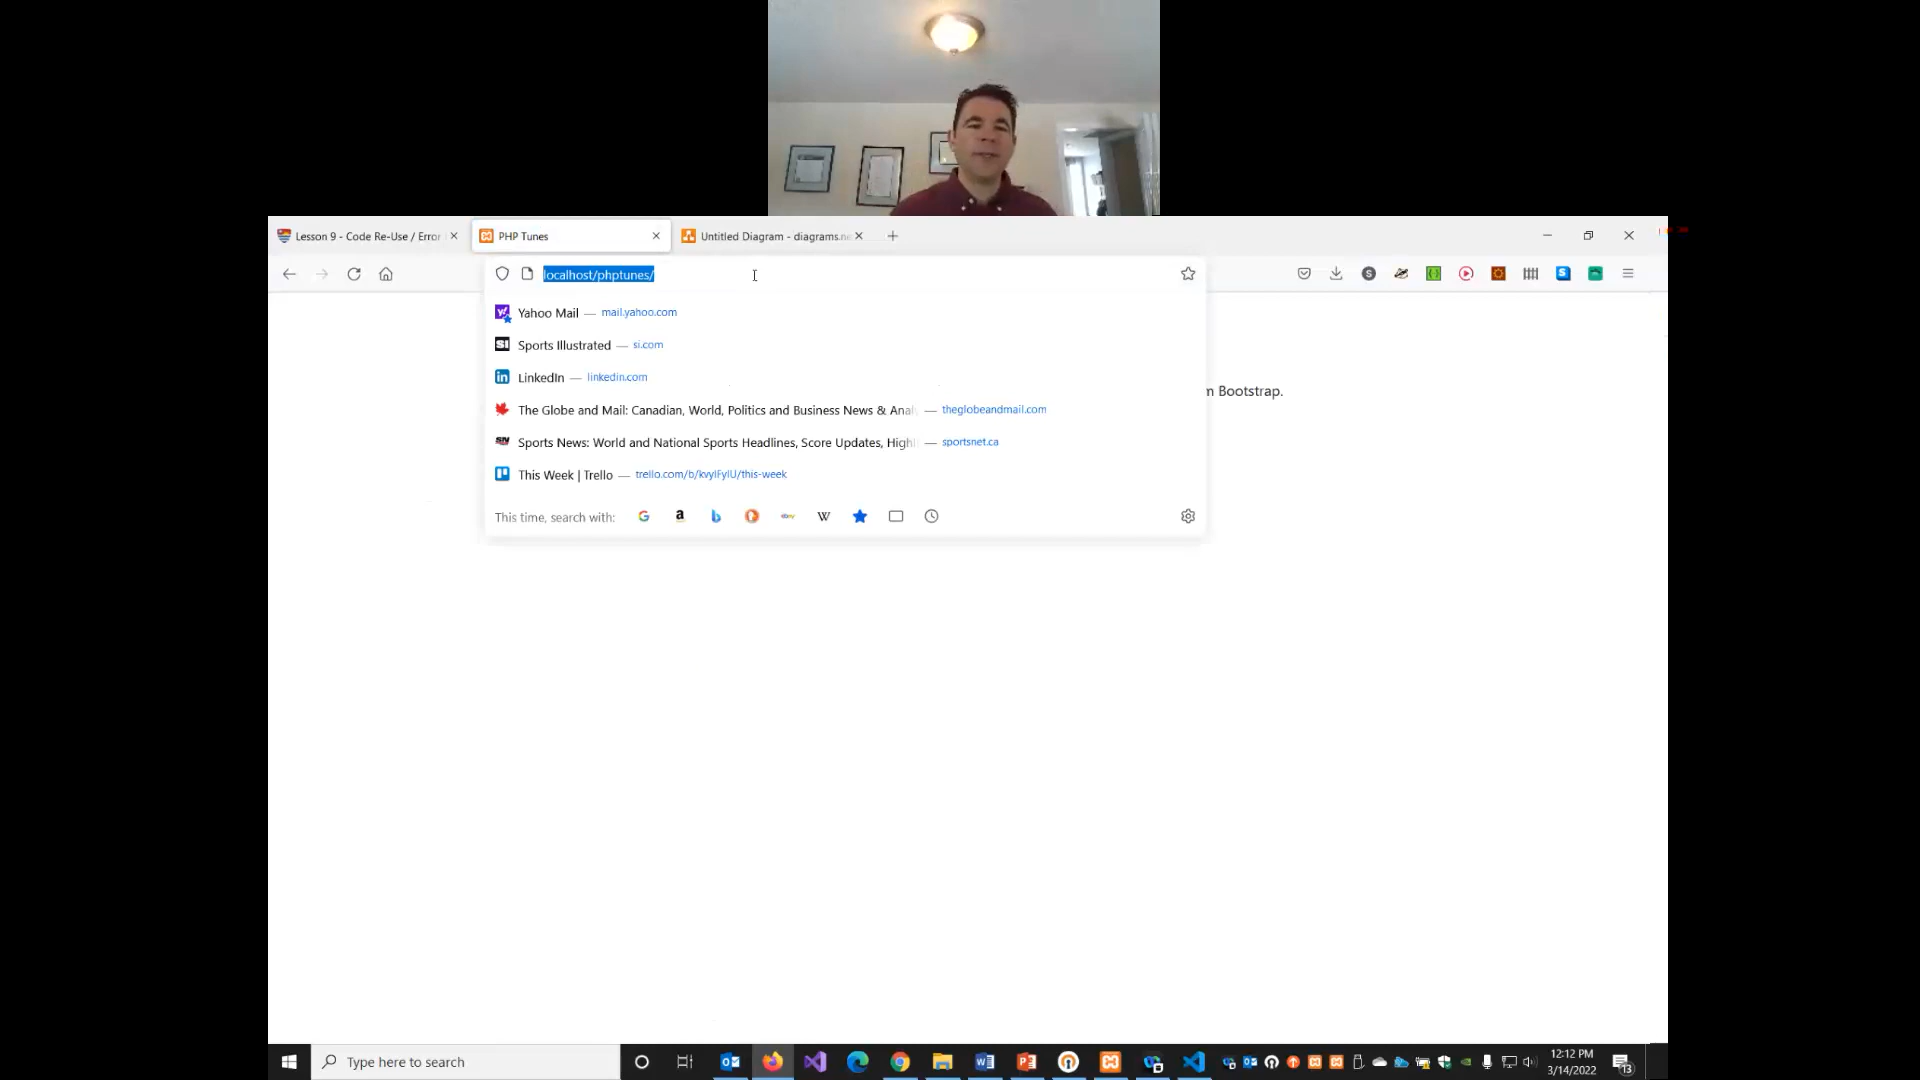 Lesson 9 - Code Re-Use / Error
PHP Tunes
Untitled Diagram - diagrams.ne
localhost/phptunes/
Yahoo Mail — mail.yahoo.com
Sports Illustrated — si.com
LinkedIn — linkedin.com
The Globe and Mail: Canadian, World, Politics and Business News & Anal — theglobeandmail.com
m Bootstrap.
Sports News: World and National Sports Headlines, Score Updates, Highl — sportsnet.ca
This Week | Trello — trello.com/b/kvyIFyIU/this-week
This time, search with:
Type here to search
12:12 PM
3/14/2022
13